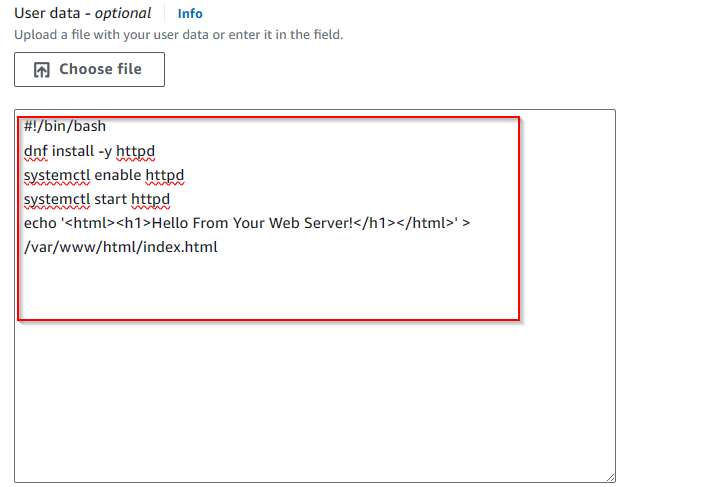 User data - optional Info
Upload a file with your user data or enter it in the field.
Choose file
#!/bin/bash
dnf install -y httpd
systemctl enable httpd
systemctl start httpd
echo '<html><h1>Hello From Your Web Server!</h1></html>' >
/var/www/html/index.html